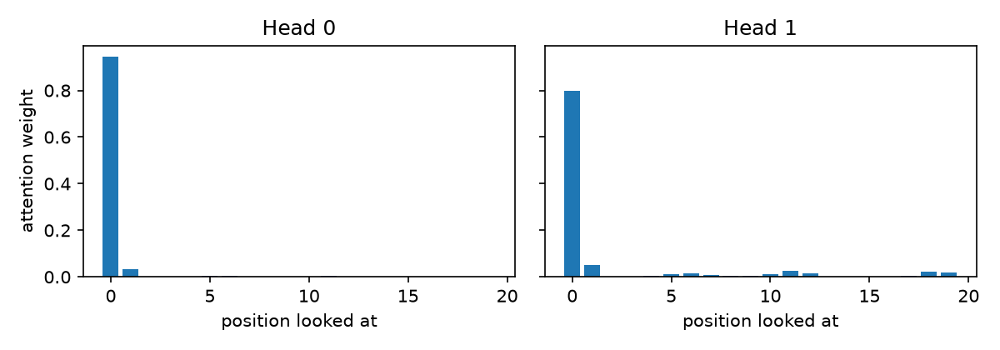 Head 0
Head 1
attention weight
0.8
0.6
0.4
0.2
0.0
0 5 10 15 20
0 5 10 15 20
position looked at
position looked at